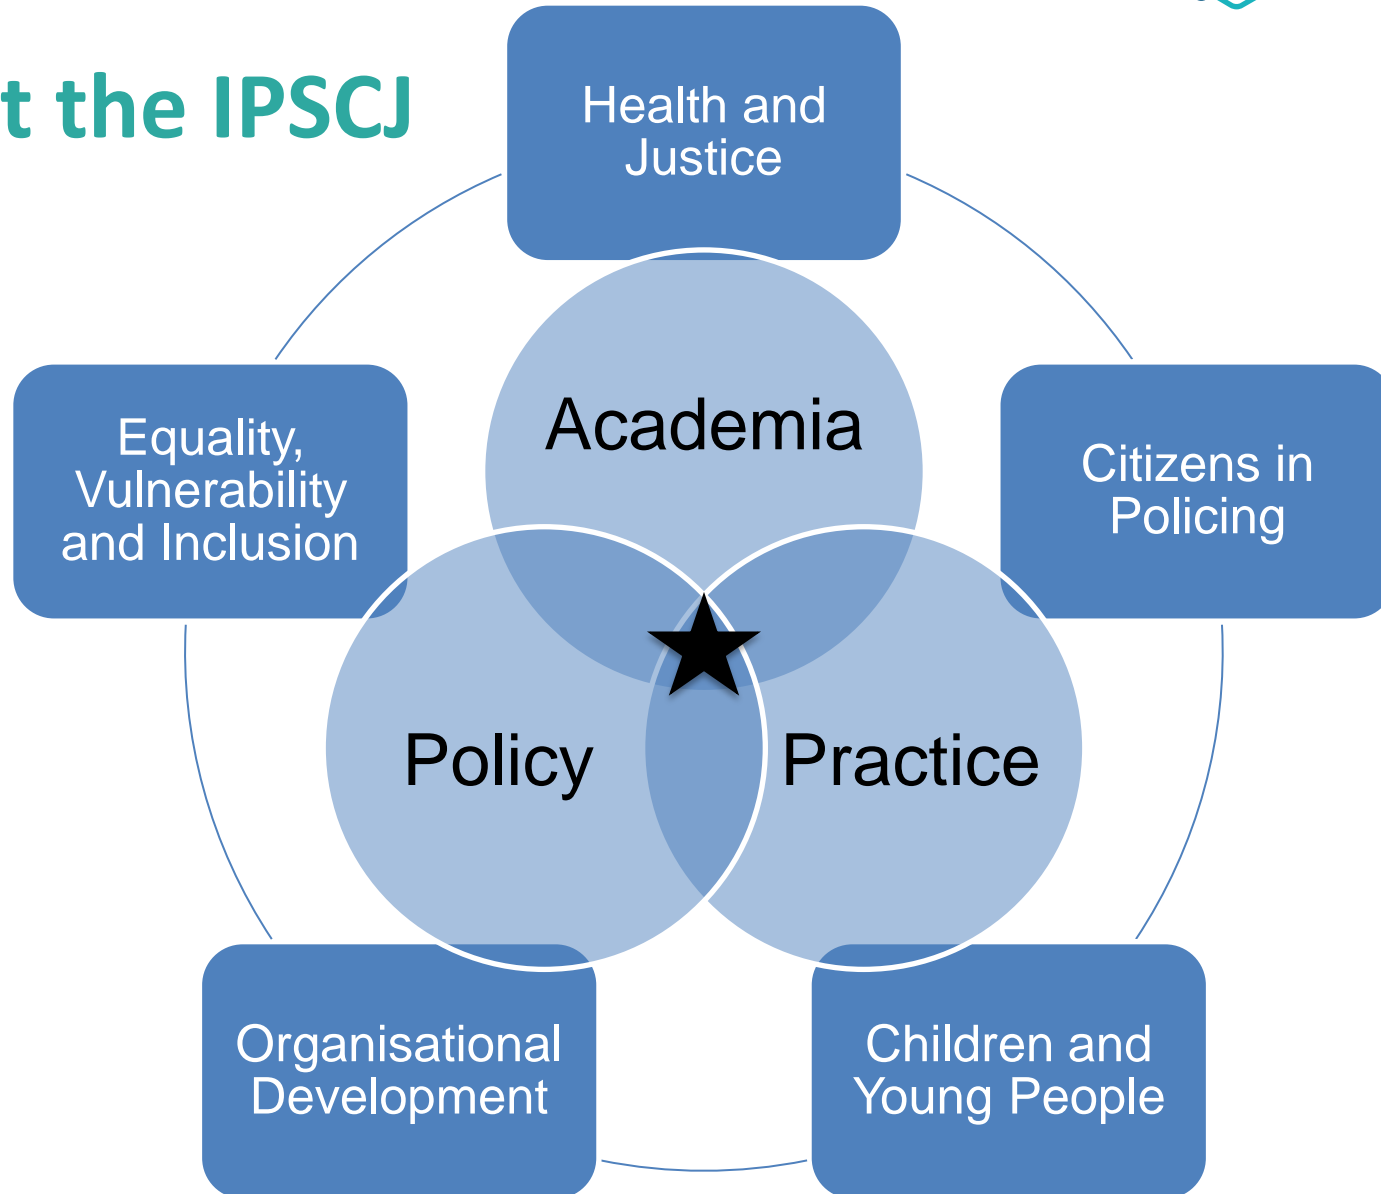 t the IPSCJ
Health and
Justice
Academia
Equality,
Vulnerability
and Inclusion
Citizens in
Policing
Policy
Practice
Organisational
Development
Children and
Young People